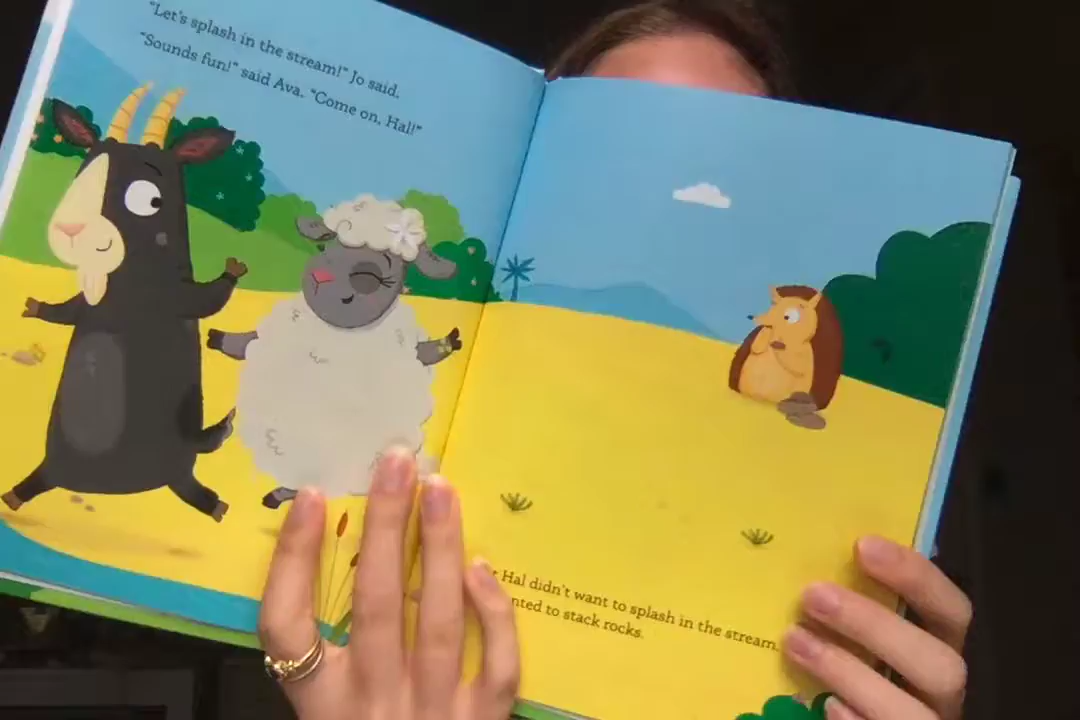 "Let's splash in the stream!" Jo said.
"Sounds fun!" said Ava. "Come on, Hal!"
Hal didn't want to splash in the stream.
to stack rocks.